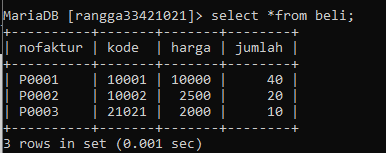 MariaDB [rangga33421021]> select *from beli;
+----------+-------+-------+--------+
| nofaktur | kode  | harga | jumlah |
+----------+-------+-------+--------+
| P0001    | 10001 | 10000 |     40 |
| P0002    | 10002 |  2500 |     20 |
| P0003    | 21021 |  2000 |     10 |
+----------+-------+-------+--------+
3 rows in set (0.001 sec)